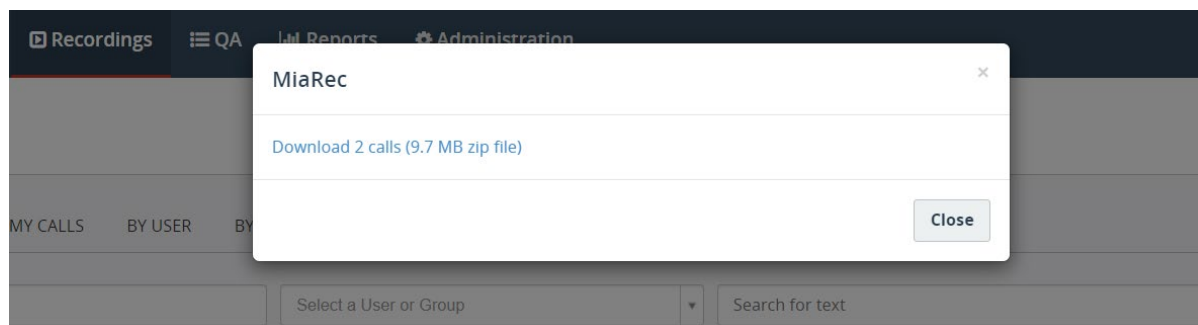 Recordings QA Reports Administration
MiaRec ×
Download 2 calls (9.7 MB zip file)
MY CALLS BY USER BY
Close
Select a User or Group Search for text